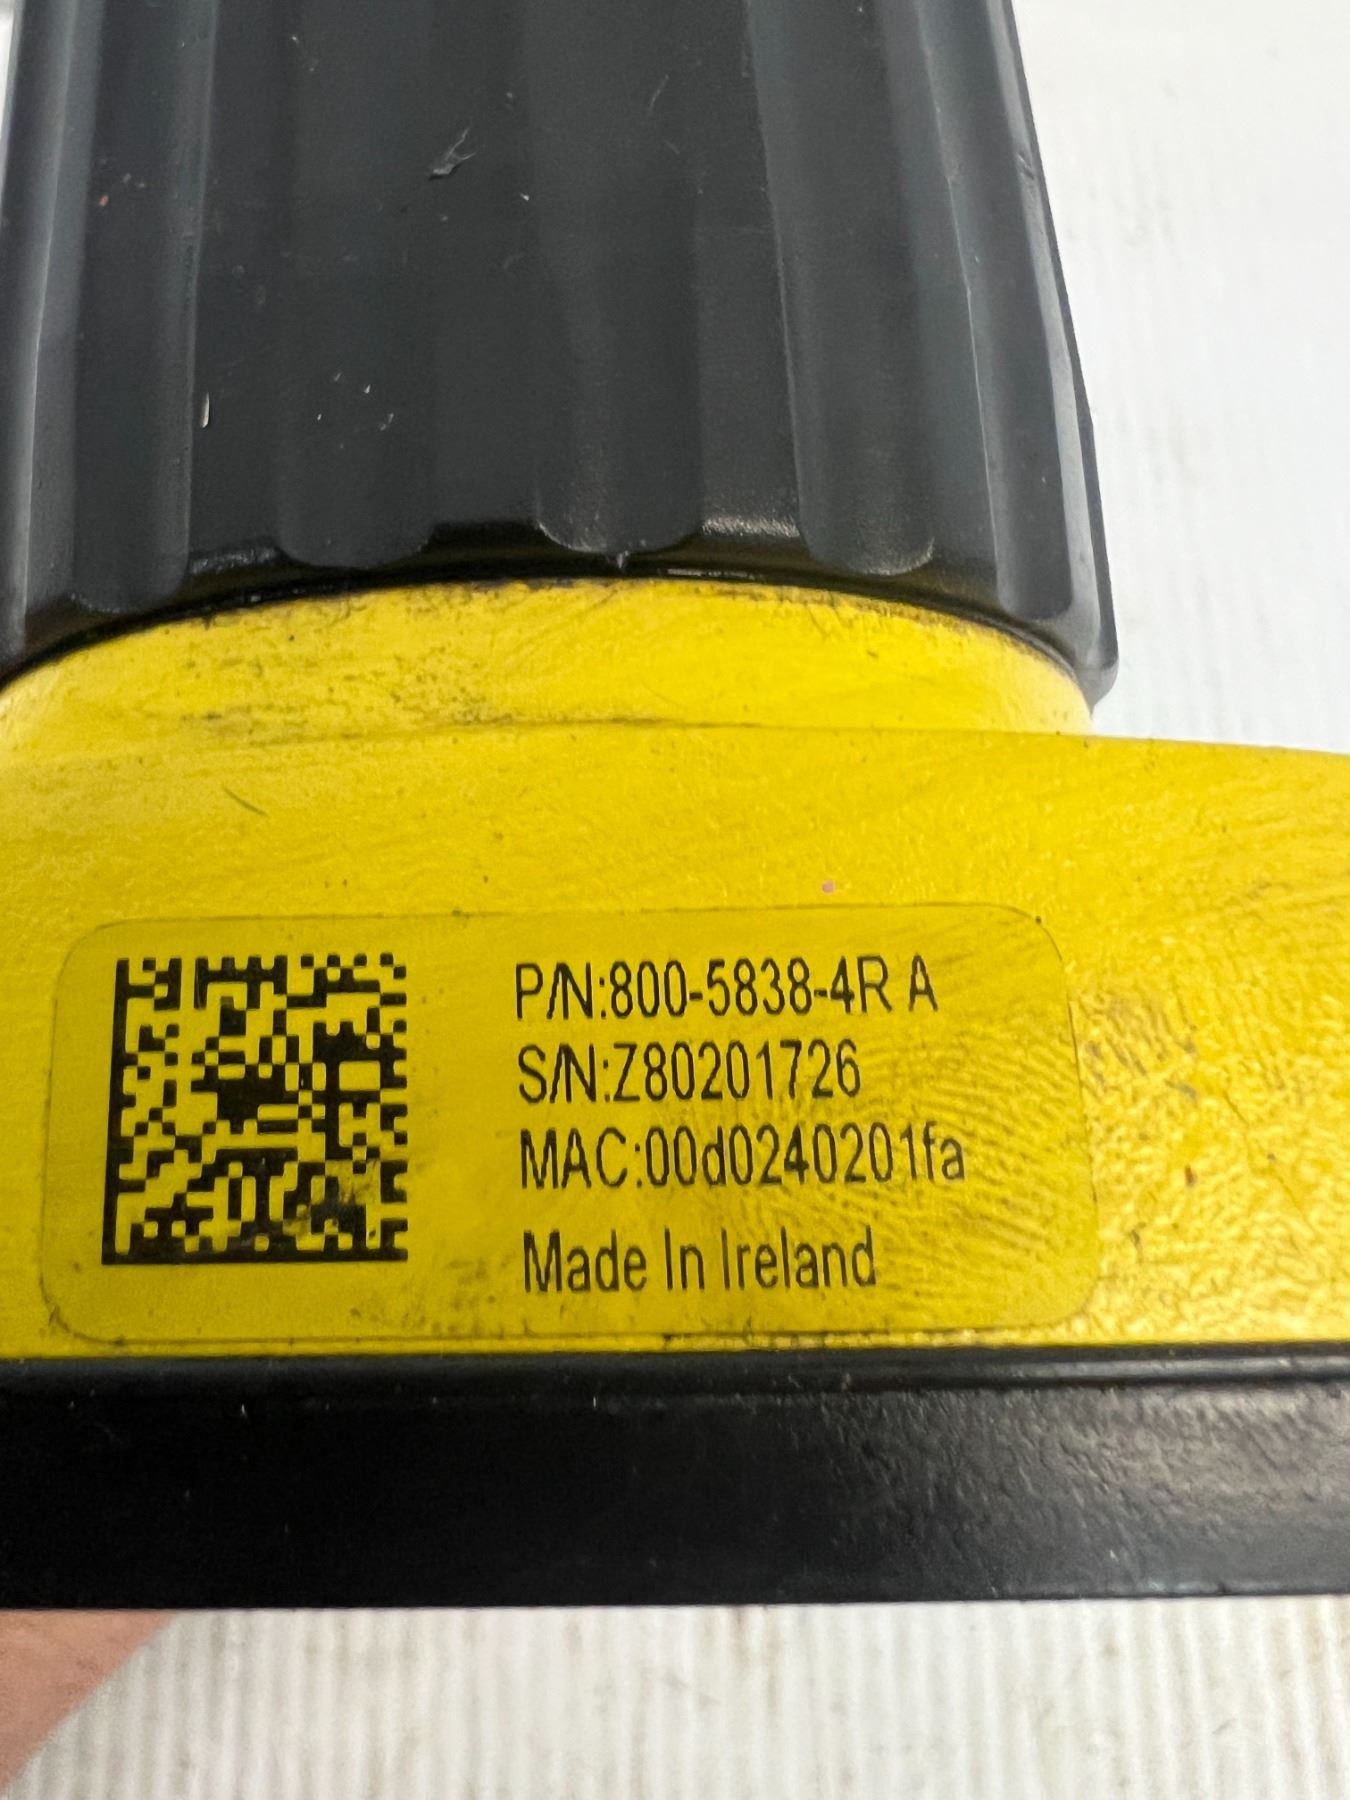 P/N:800-5838-4R A
S/N:Z80201726
MAC:00d0240201fa
Made In Ireland